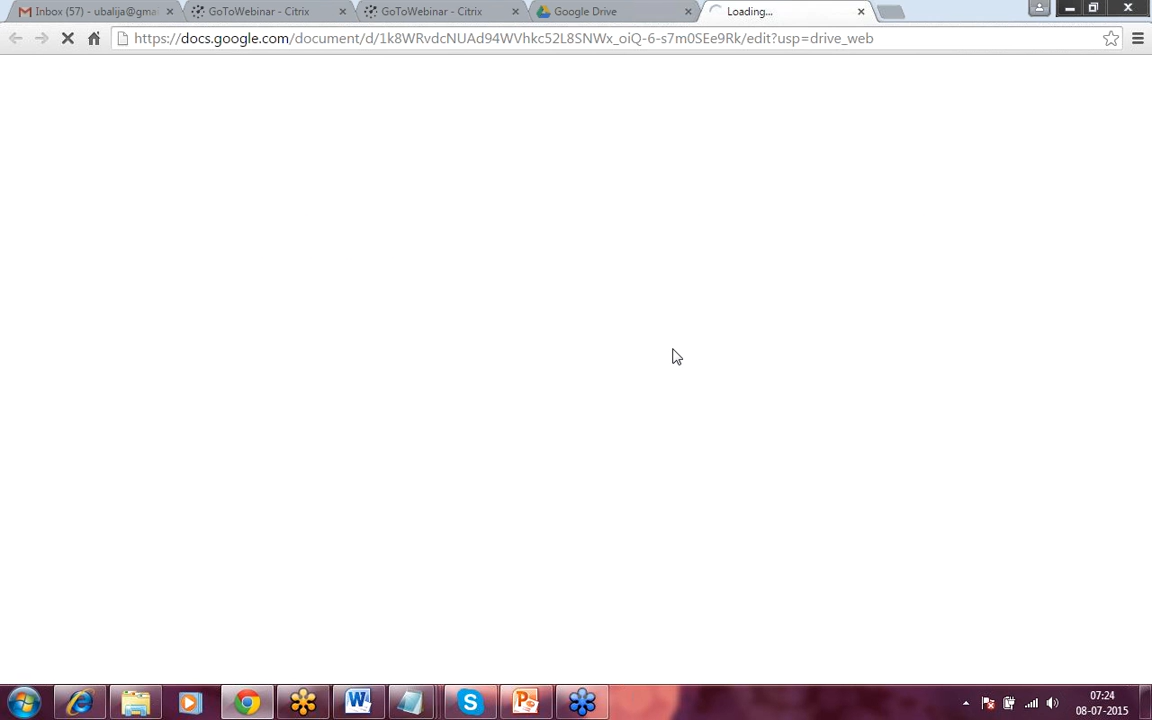 Inbox (57) - ubalija@gma
GoToWebinar - Citrix
GoToWebinar - Citrix
Google Drive
Loading...
https://docs.google.com/document/d/1k8WRvdcNUAd94WVhkc52L8SNWx_oiQ-6-s7m0SEe9Rk/edit?usp=drive_web
07:24
08-07-2015